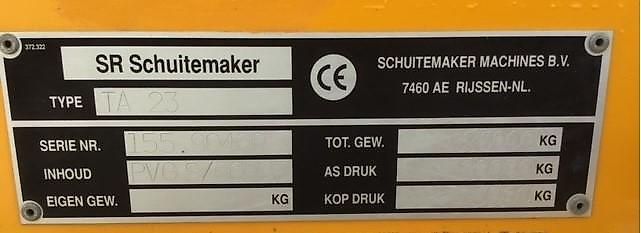 372.322
SR Schuitemaker
CE
SCHUITEMAKER MACHINES B.V.
7460 AE RIJSSEN-NL.
TYPE TA 23
SERIE NR. TOT. GEW. KG
INHOUD AS DRUK KG
EIGEN GEW. KG KOP DRUK KG